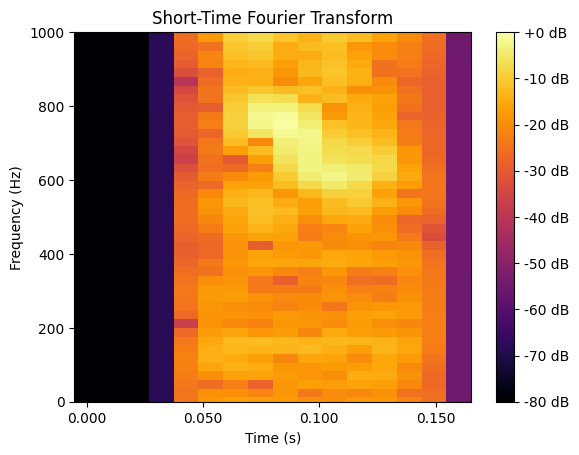 Short-Time Fourier Transform
1000
800
600
400
200
0
Frequency (Hz)
0.000
0.050
0.100
0.150
Time (s)
+0 dB
-10 dB
-20 dB
-30 dB
-40 dB
-50 dB
-60 dB
-70 dB
-80 dB